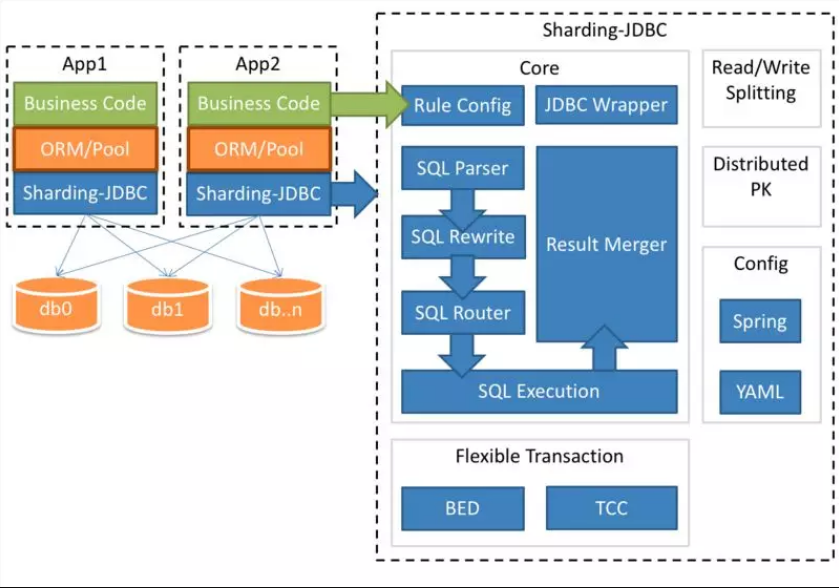 App1
Business Code
ORM/Pool
Sharding-JDBC
App2
Business Code
ORM/Pool
Sharding-JDBC
db0
db1
db..n
Sharding-JDBC
Core
Rule Config
JDBC Wrapper
SQL Parser
SQL Rewrite
SQL Router
Result Merger
SQL Execution
Flexible Transaction
BED
TCC
Read/Write
Splitting
Distributed
PK
Config
Spring
YAML